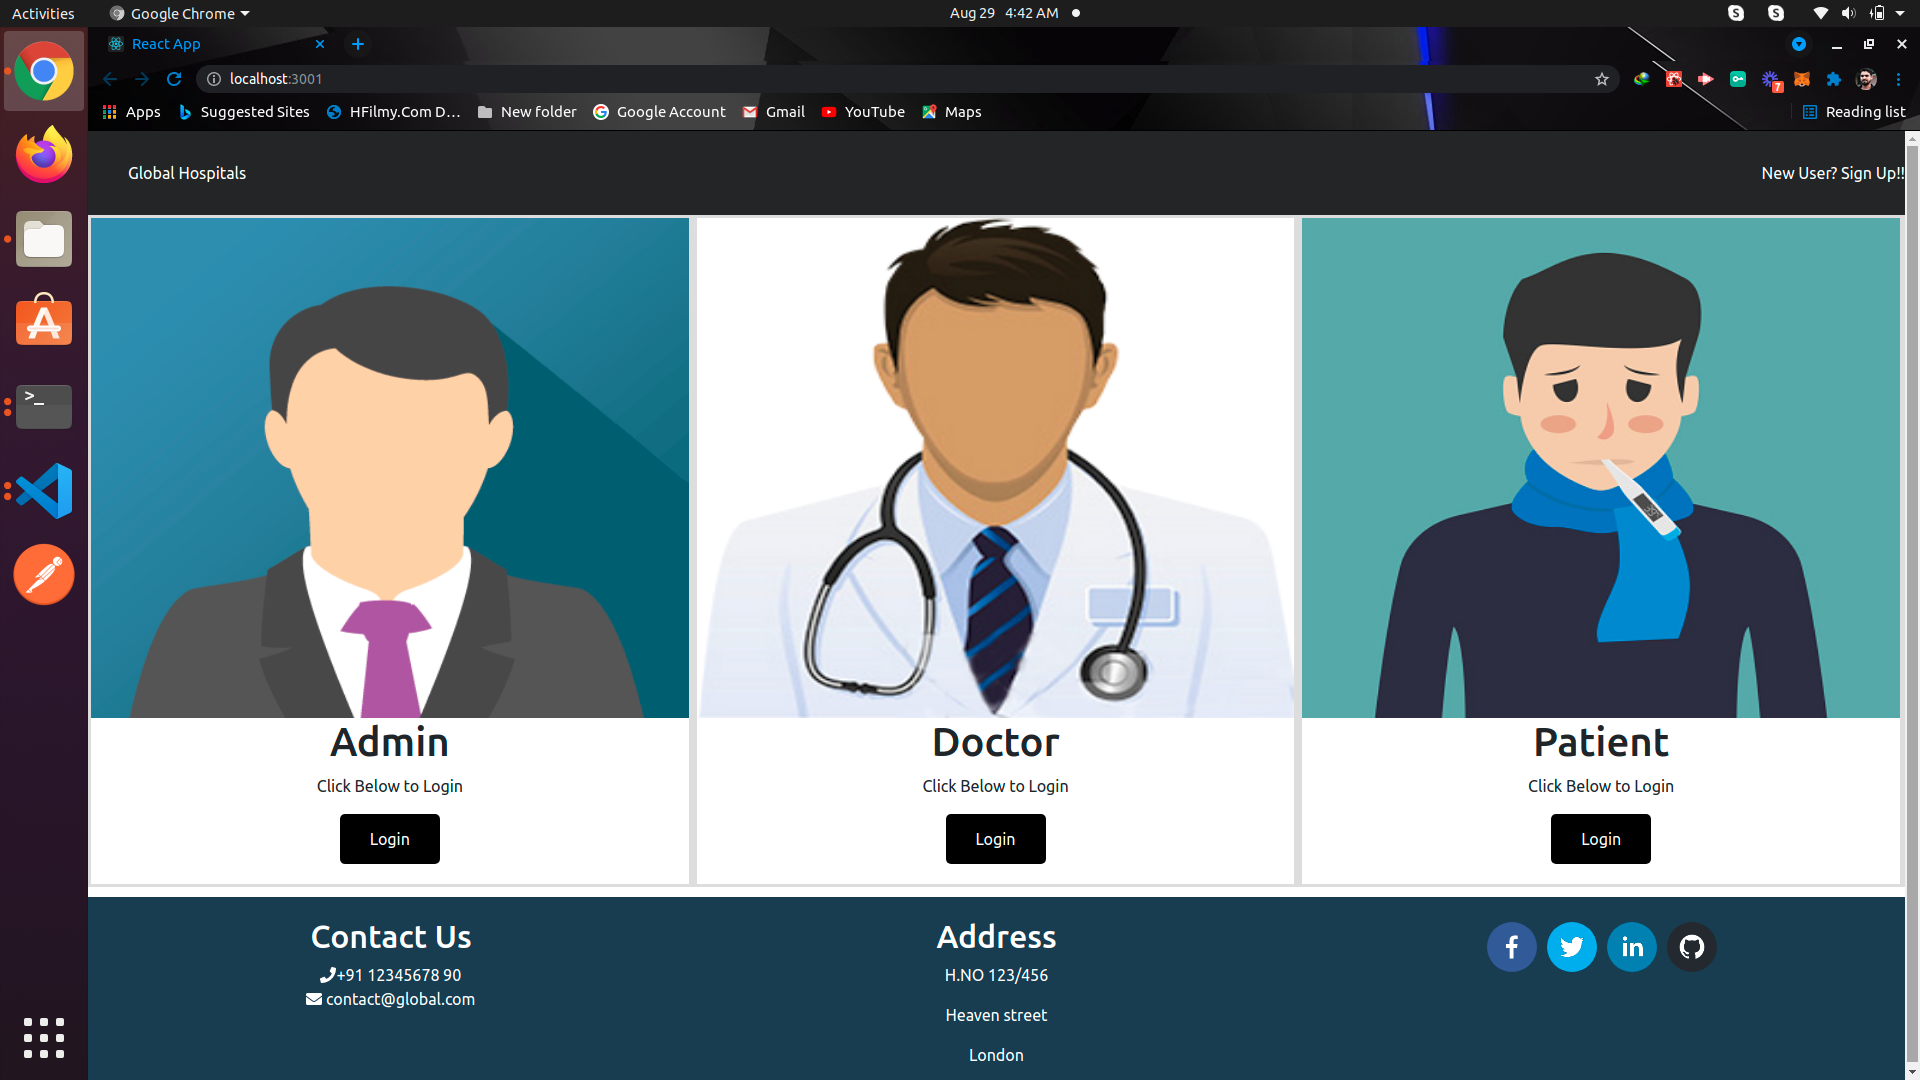 Activities Google Chrome Aug 29 4:42 AM
React App
localhost:3001
7
Apps Suggested Sites HFilmy.Com D... New folder Google Account Gmail YouTube Maps Reading list
Global Hospitals New User? Sign Up!!
Admin Doctor Patient
Click Below to Login Click Below to Login Click Below to Login
Login Login Login
Contact Us Address
+91 12345678 90 H.NO 123/456
contact@global.com
Heaven street
London